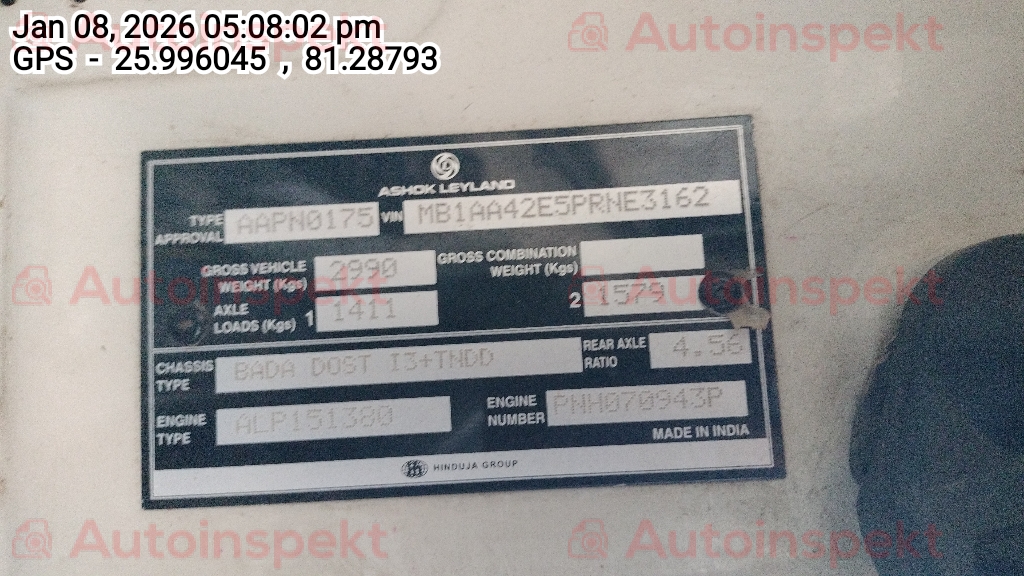 Jan 08, 2026 05:08:02 pm
GPS - 25.996045 , 81.28793
Autoinspekt Autoinspekt
ASHOK LEYLAND
TYPE APPROVAL AAPN0175 VIN MB1AA42E5PRNE3162
GROSS VEHICLE WEIGHT (Kgs) 2990 GROSS COMBINATION WEIGHT (Kgs)
AXLE LOADS (Kgs) 1 1411 2 1579
Autoinspekt Autoinspekt
CHASSIS TYPE BADA DOST I3+TNDD REAR AXLE RATIO 4.56
ENGINE TYPE ALP151380 ENGINE NUMBER PNH070943P
MADE IN INDIA
HINDUJA GROUP
Autoinspekt Autoinspekt